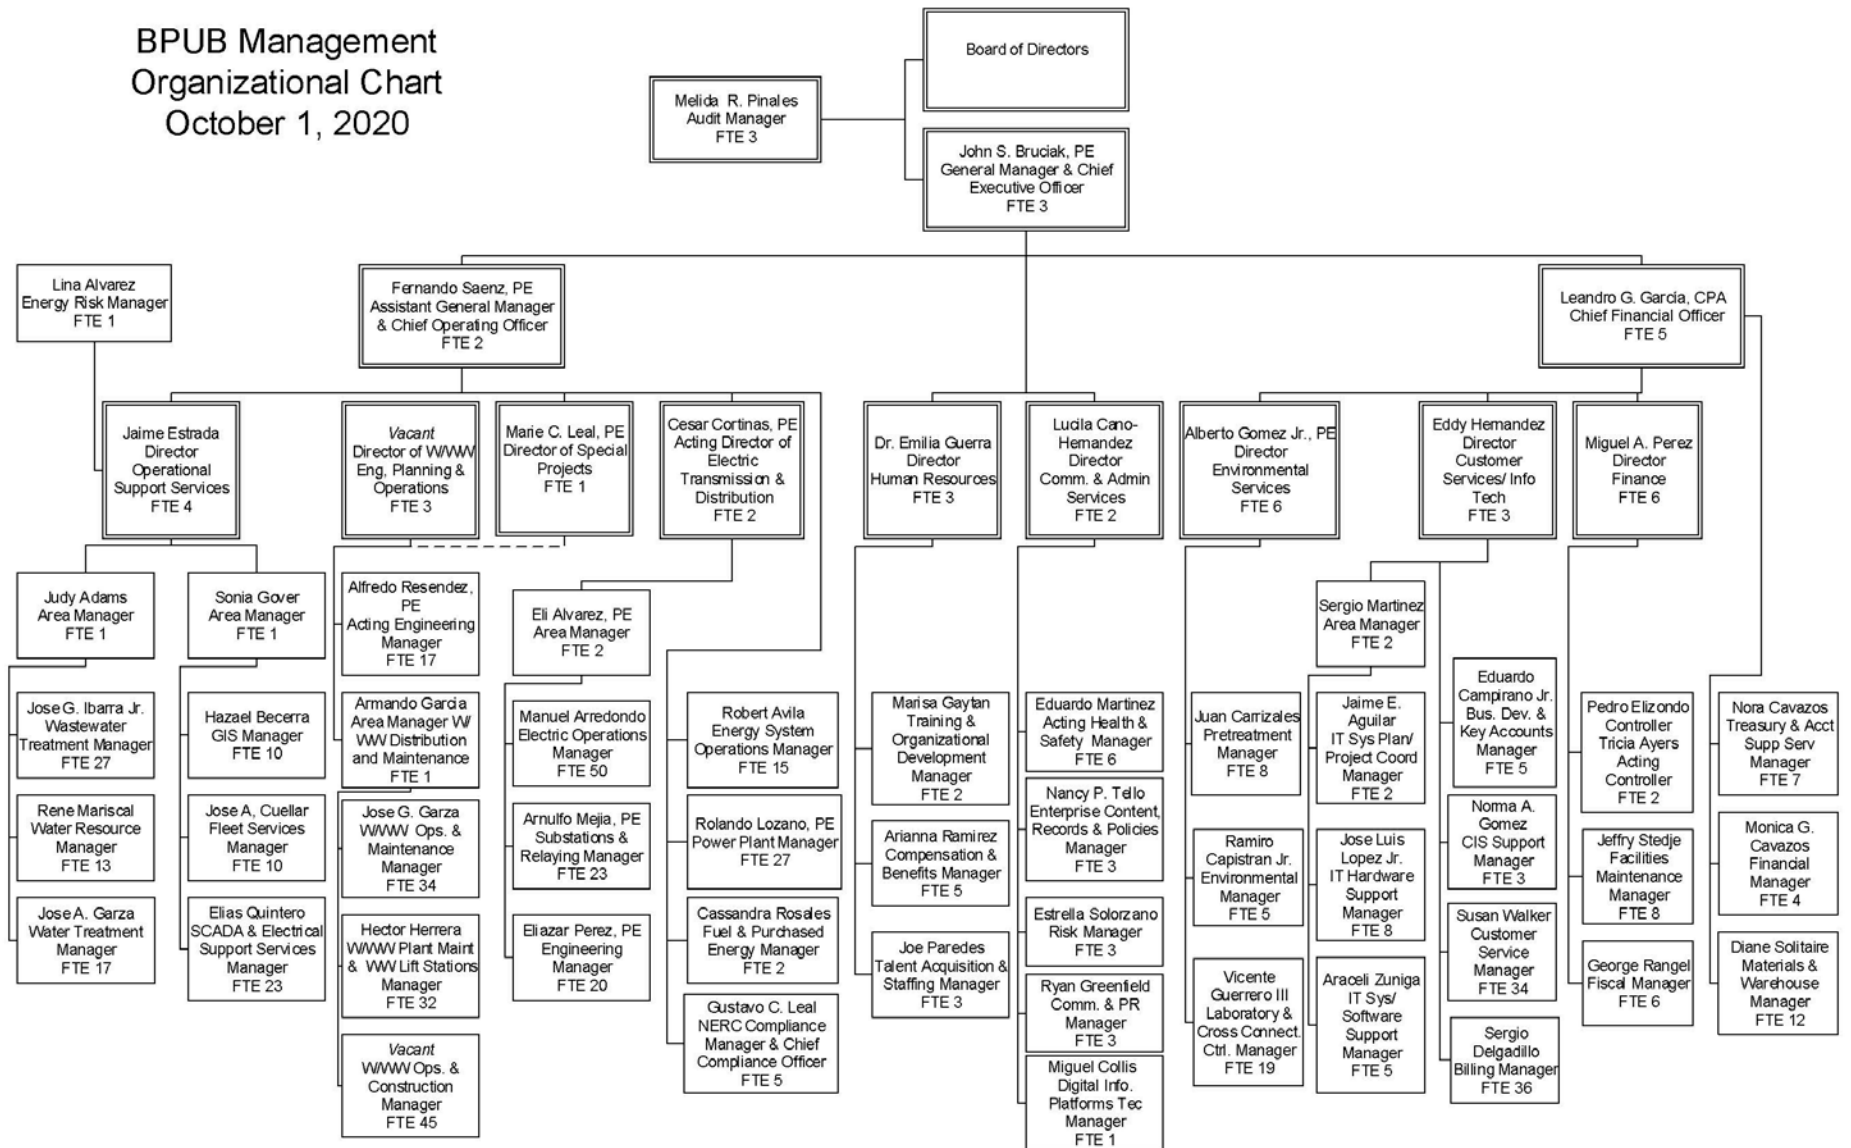 BPUB Management
Organizational Chart
October 1, 2020
Board of Directors
Melida R. Pinales
Audit Manager
FTE 3
John S. Bruciak, PE
General Manager & Chief
Executive Officer
FTE 3
Lina Alvarez
Energy Risk Manager
FTE 1
Fernando Saenz, PE
Assistant General Manager
& Chief Operating Officer
FTE 2
Leandro G. Garcia, CPA
Chief Financial Officer
FTE 5
Jaime Estrada
Director
Operational
Support Services
FTE 4
Vacant
Director of W/WW
Eng, Planning &
Operations
FTE 3
Marie C. Leal, PE
Director of Special
Projects
FTE 1
Cesar Cortinas, PE
Acting Director of
Electric
Transmission &
Distribution
FTE 2
Dr. Emilia Guerra
Director
Human Resources
FTE 3
Lucila Cano-
Hernandez
Director
Comm. & Admin
Services
FTE 2
Alberto Gomez Jr., PE
Director
Environmental
Services
FTE 6
Eddy Hernandez
Director
Customer
Services/ Info
Tech
FTE 3
Miguel A. Perez
Director
Finance
FTE 6
Judy Adams
Area Manager
FTE 1
Sonia Gover
Area Manager
FTE 1
Alfredo Resendez,
PE
Acting Engineering
Manager
FTE 17
Eli Alvarez, PE
Area Manager
FTE 2
Sergio Martinez
Area Manager
FTE 2
Jose G. Ibarra Jr.
Wastewater
Treatment Manager
FTE 27
Hazael Becerra
GIS Manager
FTE 10
Armando Garcia
Area Manager W/
WW Distribution
and Maintenance
FTE 1
Manuel Arredondo
Electric Operations
Manager
FTE 50
Robert Avila
Energy System
Operations Manager
FTE 15
Marisa Gaytan
Training &
Organizational
Development
Manager
FTE 2
Eduardo Martinez
Acting Health &
Safety Manager
FTE 6
Juan Carrizales
Pretreatment
Manager
FTE 8
Jaime E.
Aguilar
IT Sys Plan/
Project Coord
Manager
FTE 2
Eduardo
Campirano Jr.
Bus. Dev. &
Key Accounts
Manager
FTE 5
Pedro Elizondo
Controller
Tricia Ayers
Acting
Controller
FTE 2
Nora Cavazos
Treasury & Acct
Supp Serv
Manager
FTE 7
Rene Mariscal
Water Resource
Manager
FTE 13
Jose A, Cuellar
Fleet Services
Manager
FTE 10
Jose G. Garza
W/WW Ops. &
Maintenance
Manager
FTE 34
Arnulfo Mejia, PE
Substations &
Relaying Manager
FTE 23
Rolando Lozano, PE
Power Plant Manager
FTE 27
Arianna Ramirez
Compensation &
Benefits Manager
FTE 5
Nancy P. Tello
Enterprise Content,
Records & Policies
Manager
FTE 3
Ramiro
Capistran Jr.
Environmental
Manager
FTE 5
Jose Luis
Lopez Jr.
IT Hardware
Support
Manager
FTE 8
Norma A.
Gomez
CIS Support
Manager
FTE 3
Jeffry Stedje
Facilities
Maintenance
Manager
FTE 8
Monica G.
Cavazos
Financial
Manager
FTE 4
Jose A. Garza
Water Treatment
Manager
FTE 17
Elias Quintero
SCADA & Electrical
Support Services
Manager
FTE 23
Hector Herrera
W/WW Plant Maint
& WW Lift Stations
Manager
FTE 32
Eliazar Perez, PE
Engineering
Manager
FTE 20
Cassandra Rosales
Fuel & Purchased
Energy Manager
FTE 2
Joe Paredes
Talent Acquisition &
Staffing Manager
FTE 3
Estrella Solorzano
Risk Manager
FTE 3
Ryan Greenfield
Comm. & PR
Manager
FTE 3
Vicente
Guerrero III
Laboratory &
Cross Connect.
Ctrl. Manager
FTE 19
Araceli Zuniga
IT Sys/
Software
Support
Manager
FTE 5
Susan Walker
Customer
Service
Manager
FTE 34
George Rangel
Fiscal Manager
FTE 6
Diane Solitaire
Materials &
Warehouse
Manager
FTE 12
Vacant
W/WW Ops. &
Construction
Manager
FTE 45
Gustavo C. Leal
NERC Compliance
Manager & Chief
Compliance Officer
FTE 5
Miguel Collis
Digital Info.
Platforms Tec
Manager
FTE 1
Sergio
Delgadillo
Billing Manager
FTE 36